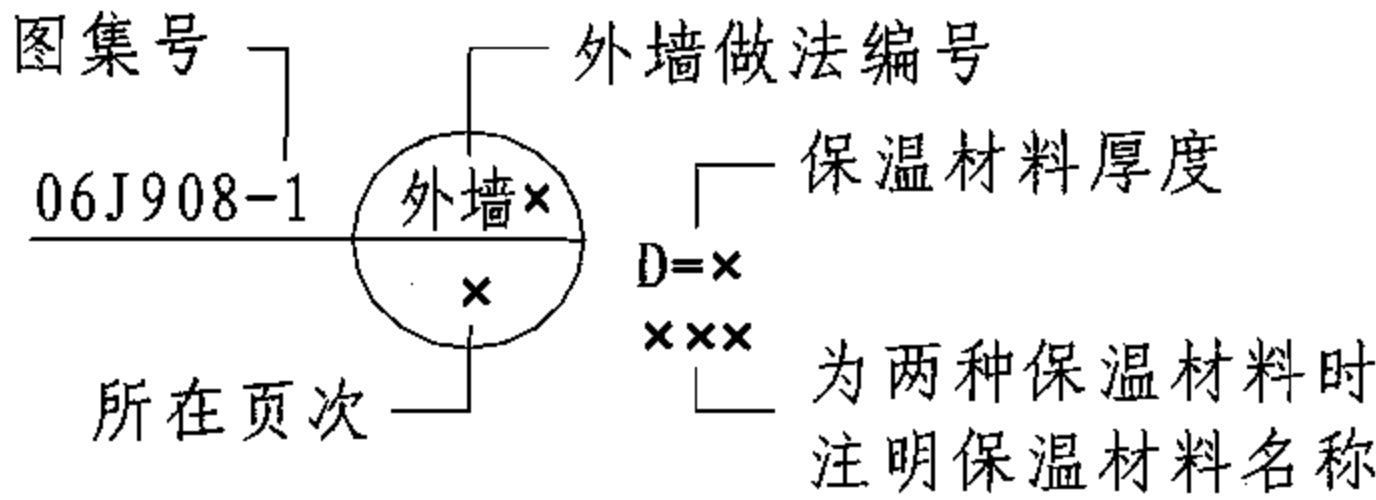 图集号
外墙做法编号
保温材料厚度
06J908-1
外墙×
D=×
×
×××
所在页次
为两种保温材料时
注明保温材料名称